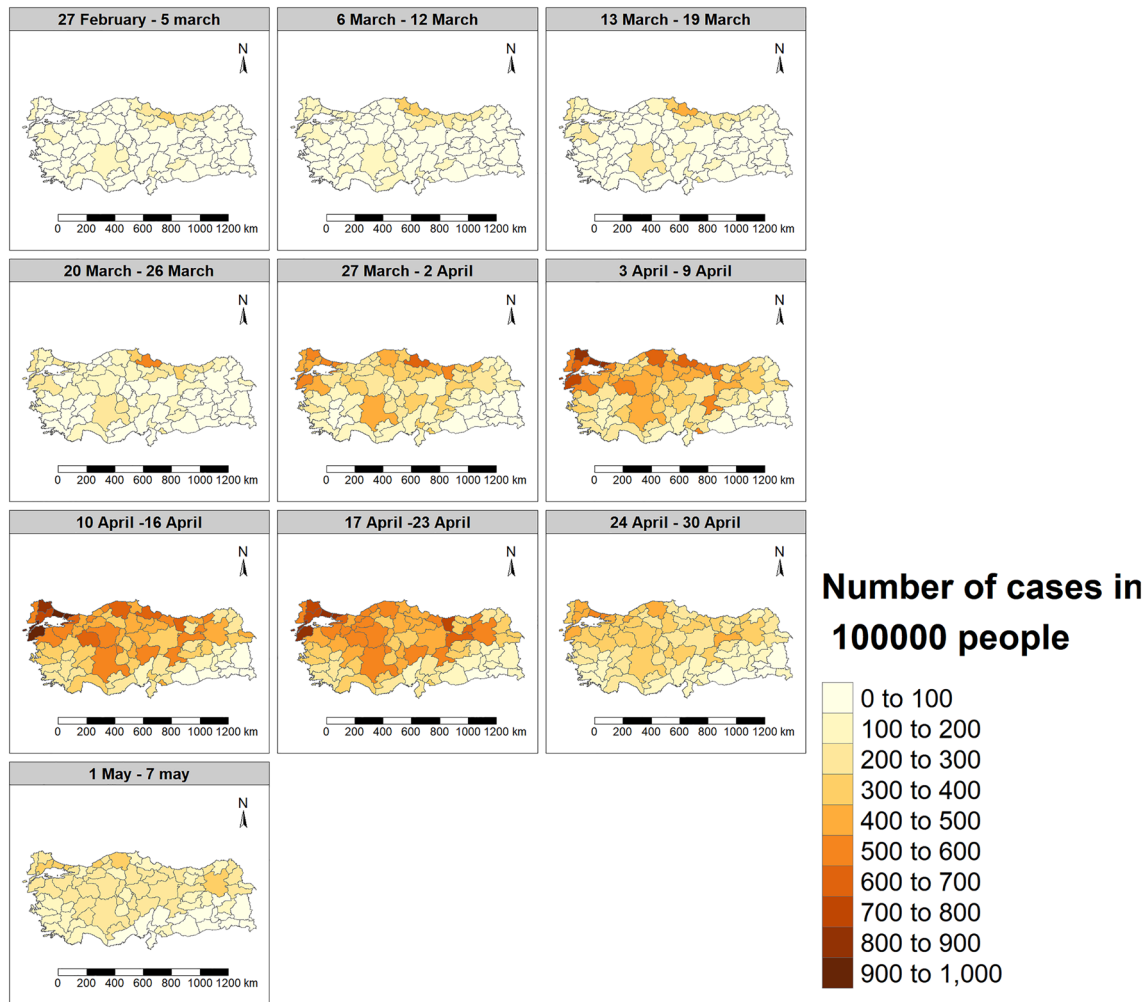 27 February - 5 march
6 March - 12 March
13 March - 19 March
N
N
N
0 200 400 600 800 1000 1200 km
0 200 400 600 800 1000 1200 km
0 200 400 600 800 1000 1200 km
20 March - 26 March
27 March - 2 April
3 April - 9 April
N
N
N
0 200 400 600 800 1000 1200 km
0 200 400 600 800 1000 1200 km
0 200 400 600 800 1000 1200 km
10 April -16 April
17 April -23 April
24 April - 30 April
N
N
N
0 200 400 600 800 1000 1200 km
0 200 400 600 800 1000 1200 km
0 200 400 600 800 1000 1200 km
1 May - 7 may
N
0 200 400 600 800 1000 1200 km
Number of cases in
100000 people
0 to 100
100 to 200
200 to 300
300 to 400
400 to 500
500 to 600
600 to 700
700 to 800
800 to 900
900 to 1,000